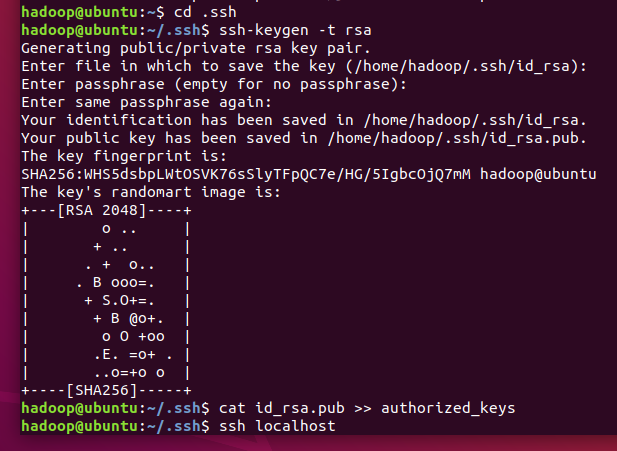 hadoop@ubuntu:~$ cd .ssh
hadoop@ubuntu:~/.ssh$ ssh-keygen -t rsa
Generating public/private rsa key pair.
Enter file in which to save the key (/home/hadoop/.ssh/id_rsa):
Enter passphrase (empty for no passphrase):
Enter same passphrase again:
Your identification has been saved in /home/hadoop/.ssh/id_rsa.
Your public key has been saved in /home/hadoop/.ssh/id_rsa.pub.
The key fingerprint is:
SHA256:WHS5dsbpLWtOSVK76sSlyTFpQC7e/HG/5IgbcOjQ7mM hadoop@ubuntu
The key's randomart image is:
+---[RSA 2048]----+
|        o ..     |
|       + ..      |
|      . +  o..   |
|     . B ooo=.   |
|      + S.O+=.   |
|       + B @o+.  |
|        o O +oo  |
|       .E. =o+ . |
|       ..o=+o o  |
+----[SHA256]-----+
hadoop@ubuntu:~/.ssh$ cat id_rsa.pub >> authorized_keys
hadoop@ubuntu:~/.ssh$ ssh localhost